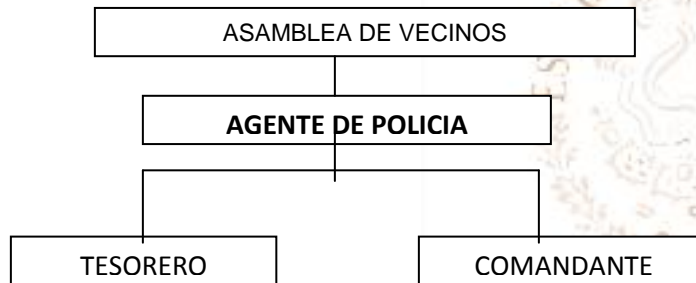 ASAMBLEA DE VECINOS
AGENTE DE POLICIA
TESORERO
COMANDANTE